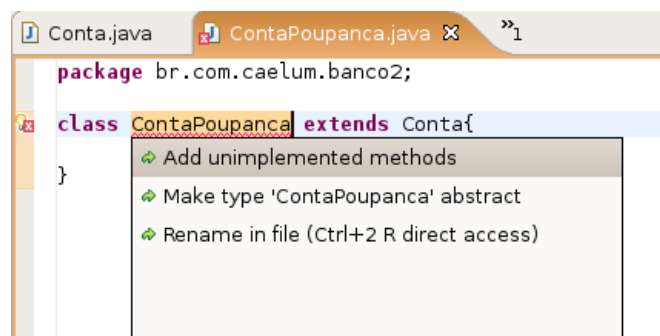 Conta.java ContaPoupanca.java »1
package br.com.caelum.banco2;
class ContaPoupanca extends Conta{
Add unimplemented methods
}
Make type 'ContaPoupanca' abstract
Rename in file (Ctrl+2 R direct access)